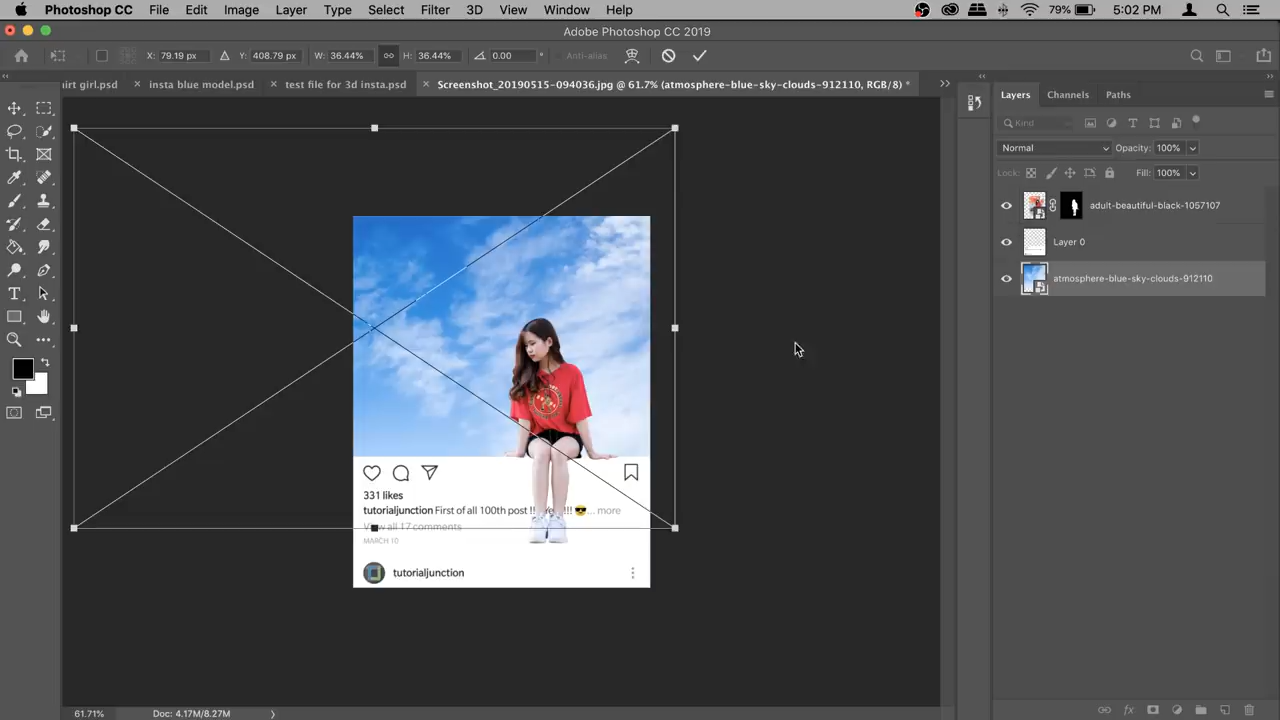 Photoshop CC File Edit Image Layer Type Select Filter 3D View Window Help 79% 5:02 PM
Adobe Photoshop CC 2019
X: 79.19 px Y: 408.79 px W: 36.44% H: 36.44% 0.00 ° Anti-alias
irt girl.psd × insta blue model.psd × test file for 3d insta.psd × Screenshot_20190515-094036.jpg @ 61.7% (atmosphere-blue-sky-clouds-912110, RGB/8) *
Layers Channels Paths
Kind
Normal Opacity: 100%
Lock: Fill: 100%
adult-beautiful-black-1057107
Layer 0
atmosphere-blue-sky-clouds-912110
331 likes
tutorialjunction First of all 100th post !! 😎... more
View all 17 comments
MARCH 10
tutorialjunction
61.71% Doc: 4.17M/8.27M